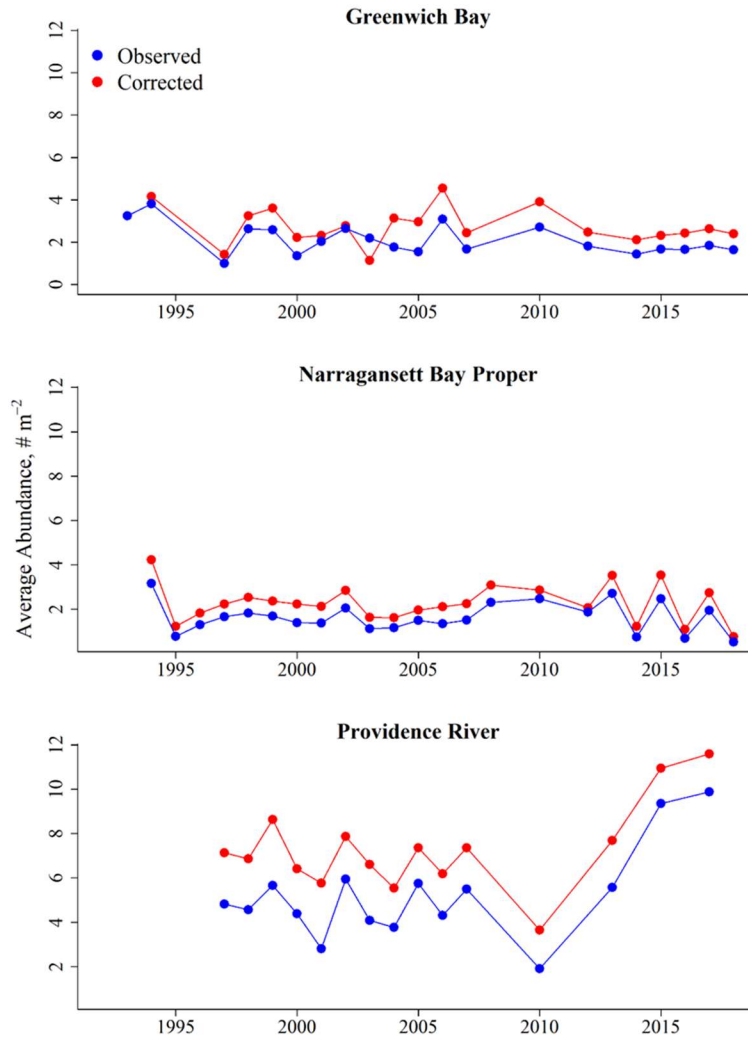 Greenwich Bay
12
10
8
6
4
2
0
Observed
Corrected
1995 2000 2005 2010 2015
Average Abundance, # m⁻²
Narragansett Bay Proper
12
10
8
6
4
2
1995 2000 2005 2010 2015
Providence River
12
10
8
6
4
2
1995 2000 2005 2010 2015